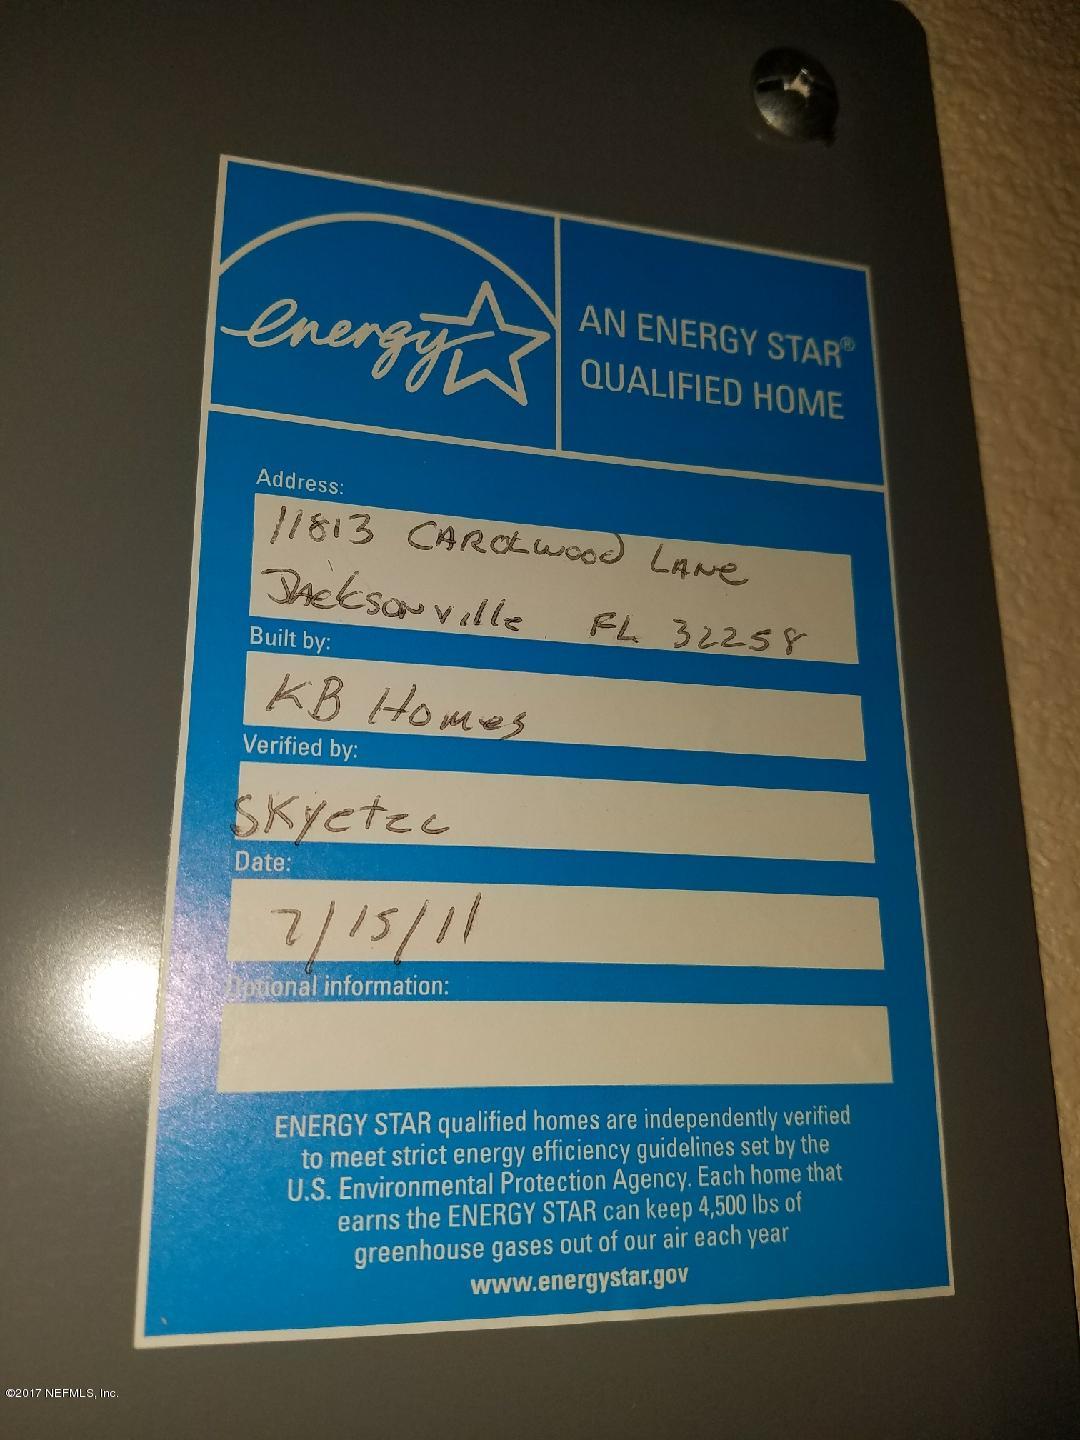 energy
AN ENERGY STAR®
QUALIFIED HOME
Address:
11813 CAROLWOOD LANE
JACKSONVIlle FL 32258
Built by:
KB Homes
Verified by:
SKYETEC
Date:
7/15/11
Optional information:
ENERGY STAR qualified homes are independently verified
to meet strict energy efficiency guidelines set by the
U.S. Environmental Protection Agency. Each home that
earns the ENERGY STAR can keep 4,500 lbs of
greenhouse gases out of our air each year
www.energystar.gov
©2017 NEFMLS, Inc.